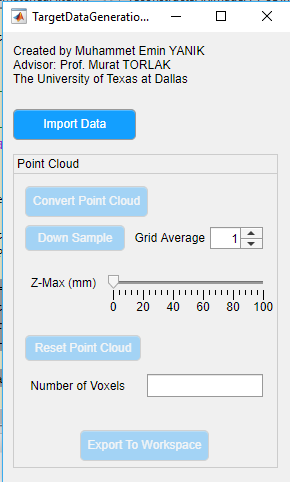 TargetDataGeneratio...
Created by Muhammet Emin YANIK
Advisor: Prof. Murat TORLAK
The University of Texas at Dallas
Import Data
Point Cloud
Convert Point Cloud
Down Sample Grid Average 1
Z-Max (mm)
0 20 40 60 80 100
Reset Point Cloud
Number of Voxels
Export To Workspace